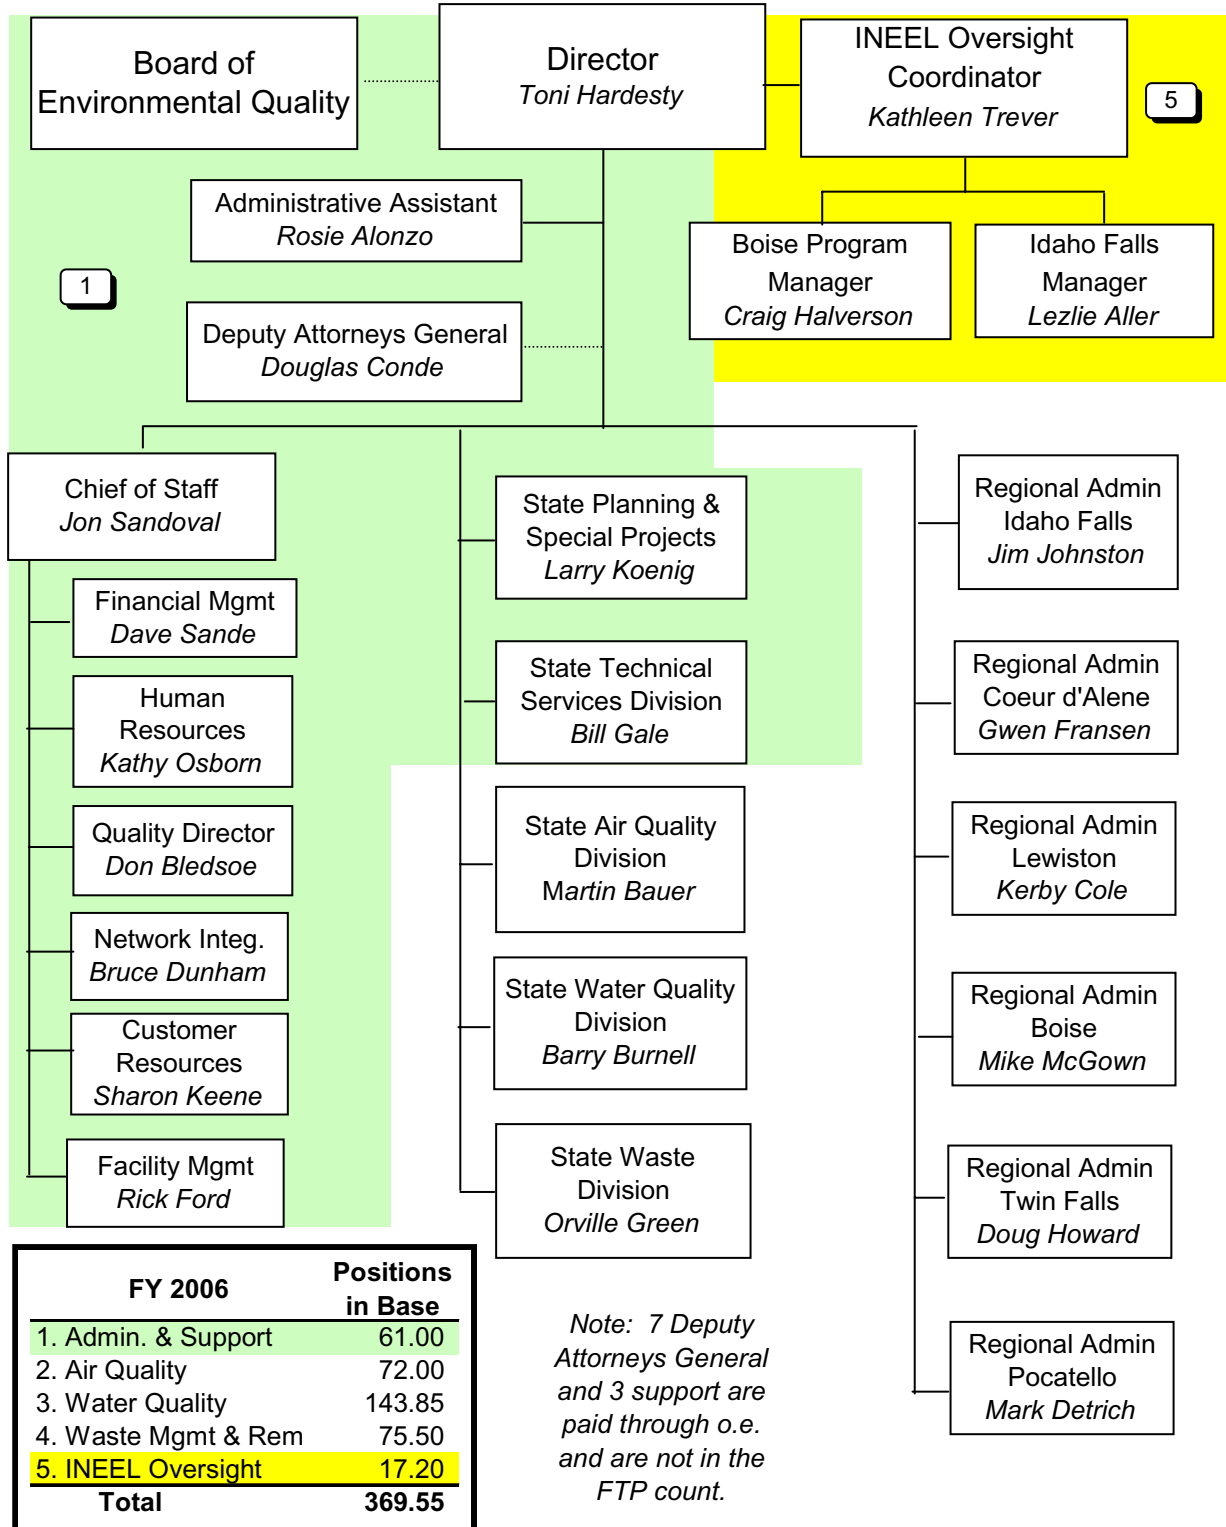 Board of
Environmental Quality
Director
Toni Hardesty
INEEL Oversight
Coordinator
Kathleen Trever
5
Administrative Assistant
Rosie Alonzo
Boise Program
Manager
Craig Halverson
Idaho Falls
Manager
Lezlie Aller
1
Deputy Attorneys General
Douglas Conde
Chief of Staff
Jon Sandoval
Financial Mgmt
Dave Sande
Human
Resources
Kathy Osborn
Quality Director
Don Bledsoe
Network Integ.
Bruce Dunham
Customer
Resources
Sharon Keene
Facility Mgmt
Rick Ford
State Planning &
Special Projects
Larry Koenig
State Technical
Services Division
Bill Gale
State Air Quality
Division
Martin Bauer
State Water Quality
Division
Barry Burnell
State Waste
Division
Orville Green
Regional Admin
Idaho Falls
Jim Johnston
Regional Admin
Coeur d'Alene
Gwen Fransen
Regional Admin
Lewiston
Kerby Cole
Regional Admin
Boise
Mike McGown
Regional Admin
Twin Falls
Doug Howard
Regional Admin
Pocatello
Mark Detrich
FY 2006 Positions
in Base
1. Admin. & Support 61.00
2. Air Quality 72.00
3. Water Quality 143.85
4. Waste Mgmt & Rem 75.50
5. INEEL Oversight 17.20
Total 369.55
Note: 7 Deputy
Attorneys General
and 3 support are
paid through o.e.
and are not in the
FTP count.